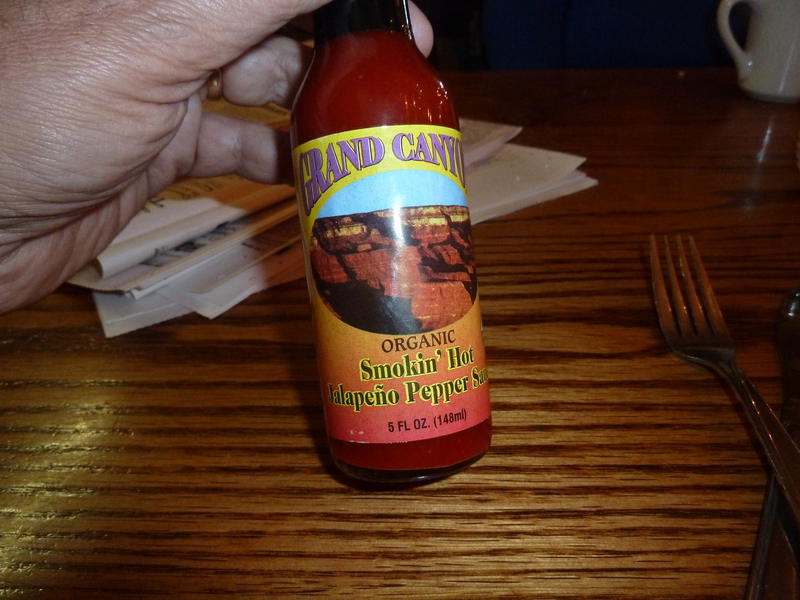 GRAND CANYO
ORGANIC
Smokin' Hot
Jalapeño Pepper Sau
5 FL OZ. (148ml)